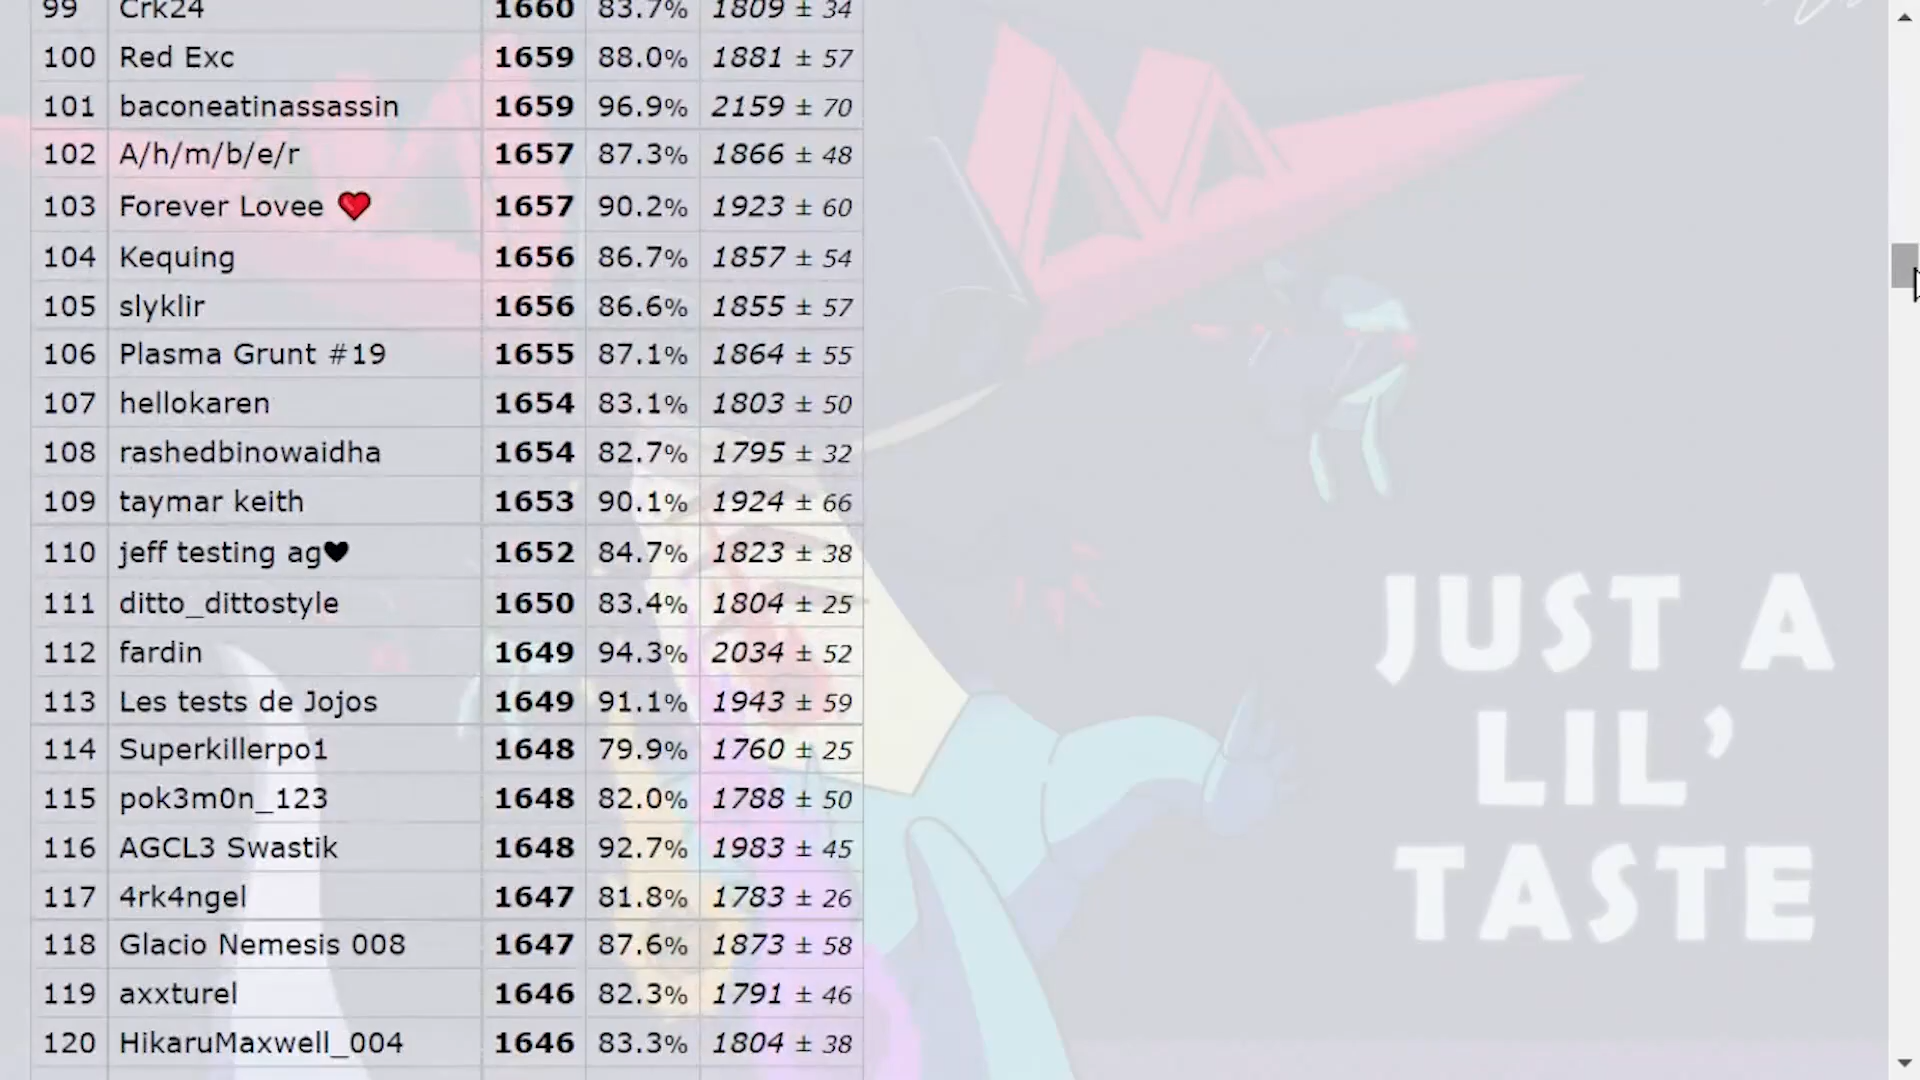 99 Crk24 1660 83.7% 1809 ± 34
100 Red Exc 1659 88.0% 1881 ± 57
101 baconeatinassassin 1659 96.9% 2159 ± 70
102 A/h/m/b/e/r 1657 87.3% 1866 ± 48
103 Forever Lovee ❤ 1657 90.2% 1923 ± 60
104 Kequing 1656 86.7% 1857 ± 54
105 slyklir 1656 86.6% 1855 ± 57
106 Plasma Grunt #19 1655 87.1% 1864 ± 55
107 hellokaren 1654 83.1% 1803 ± 50
108 rashedbinowaidha 1654 82.7% 1795 ± 32
109 taymar keith 1653 90.1% 1924 ± 66
110 jeff testing ag♥ 1652 84.7% 1823 ± 38
111 ditto_dittostyle 1650 83.4% 1804 ± 25
112 fardin 1649 94.3% 2034 ± 52
113 Les tests de Jojos 1649 91.1% 1943 ± 59
114 Superkillerpo1 1648 79.9% 1760 ± 25
115 pok3m0n_123 1648 82.0% 1788 ± 50
116 AGCL3 Swastik 1648 92.7% 1983 ± 45
117 4rk4ngel 1647 81.8% 1783 ± 26
118 Glacio Nemesis 008 1647 87.6% 1873 ± 58
119 axxturel 1646 82.3% 1791 ± 46
120 HikaruMaxwell_004 1646 83.3% 1804 ± 38
JUST A
LIL'
TASTE